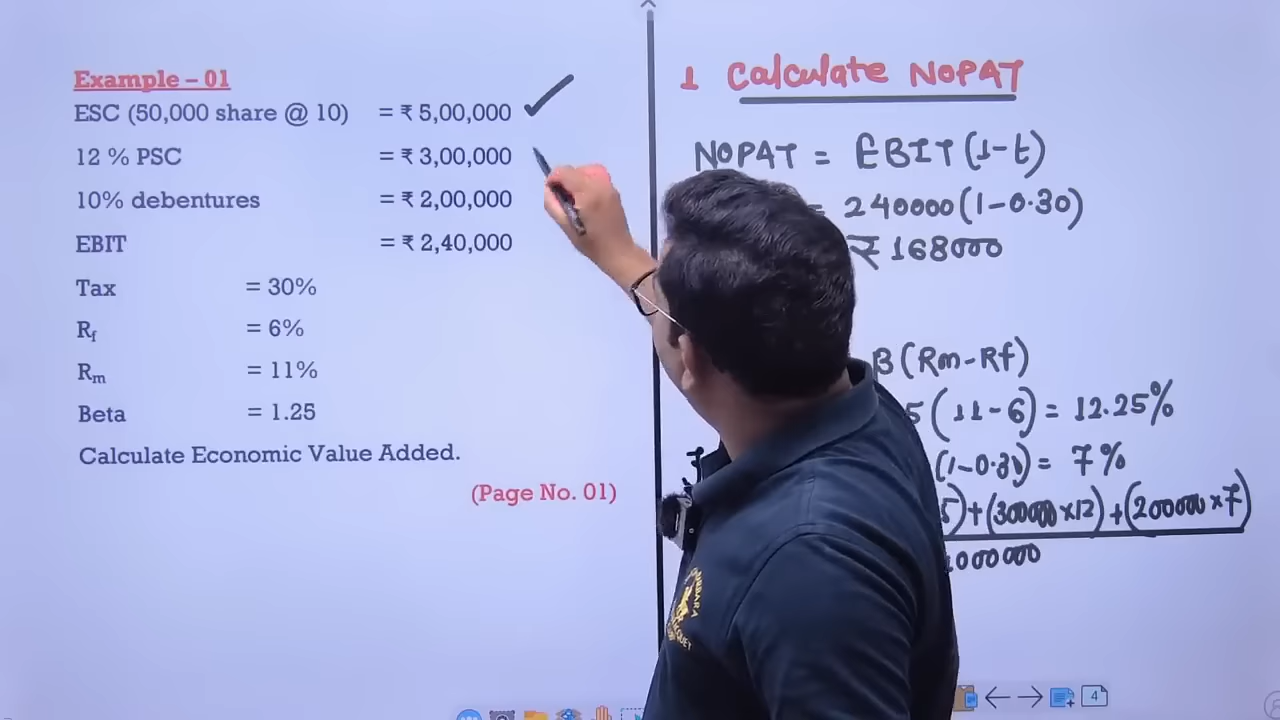 Example – 01
ESC (50,000 share @ 10) = ₹ 5,00,000
12 % PSC = ₹ 3,00,000
10% debentures = ₹ 2,00,000
EBIT = ₹ 2,40,000
Tax = 30%
Rf = 6%
Rm = 11%
Beta = 1.25
Calculate Economic Value Added.
(Page No. 01)
1 Calculate NOPAT
NOPAT = EBIT(1-t)
= 240000(1-0.30)
₹ 168000
B(Rm-Rf)
5(11-6) = 12.25%
(1-0.30) = 7%
5)+(300000×12)+(200000×7)
1000000
4